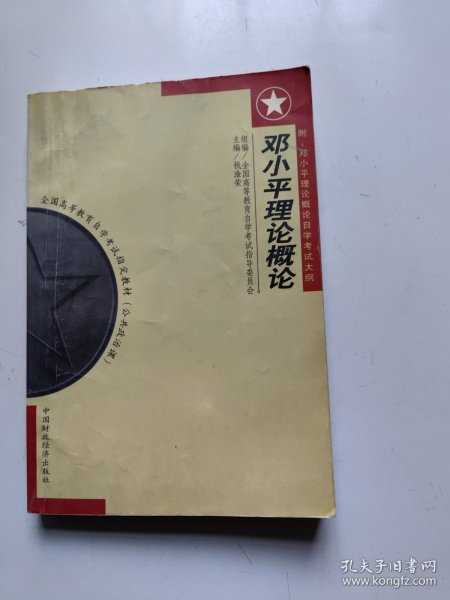 附：邓小平理论概论自学考试大纲
邓小平理论概论
组编／全国高等教育自学考试指导委员会
主编／钱淦荣
全国高等教育自学考试指定教材（公共政治课）
中国财政经济出版社
孔夫子旧书网
www.kongfz.com